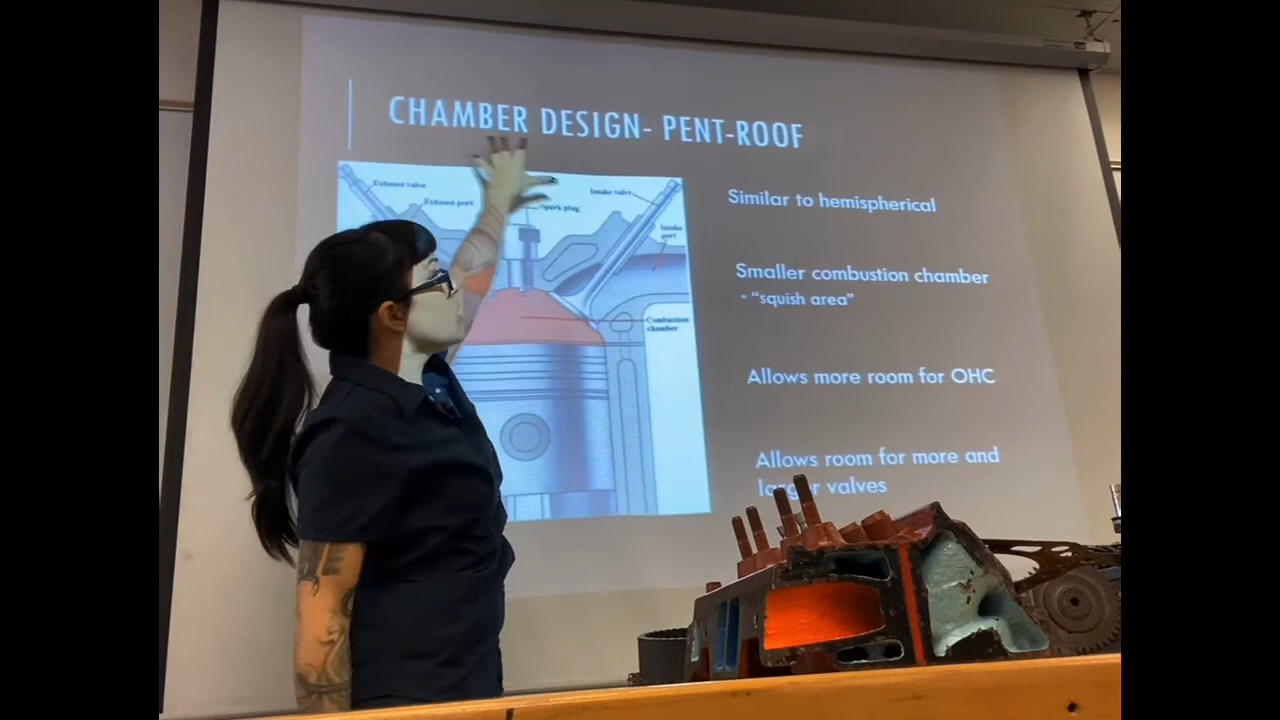 CHAMBER DESIGN- PENT-ROOF
Exhaust valve
Exhaust port
Spark plug
Intake valve
Intake
port
Combustion
chamber
Similar to hemispherical
Smaller combustion chamber
- "squish area"
Allows more room for OHC
Allows room for more and
larger valves